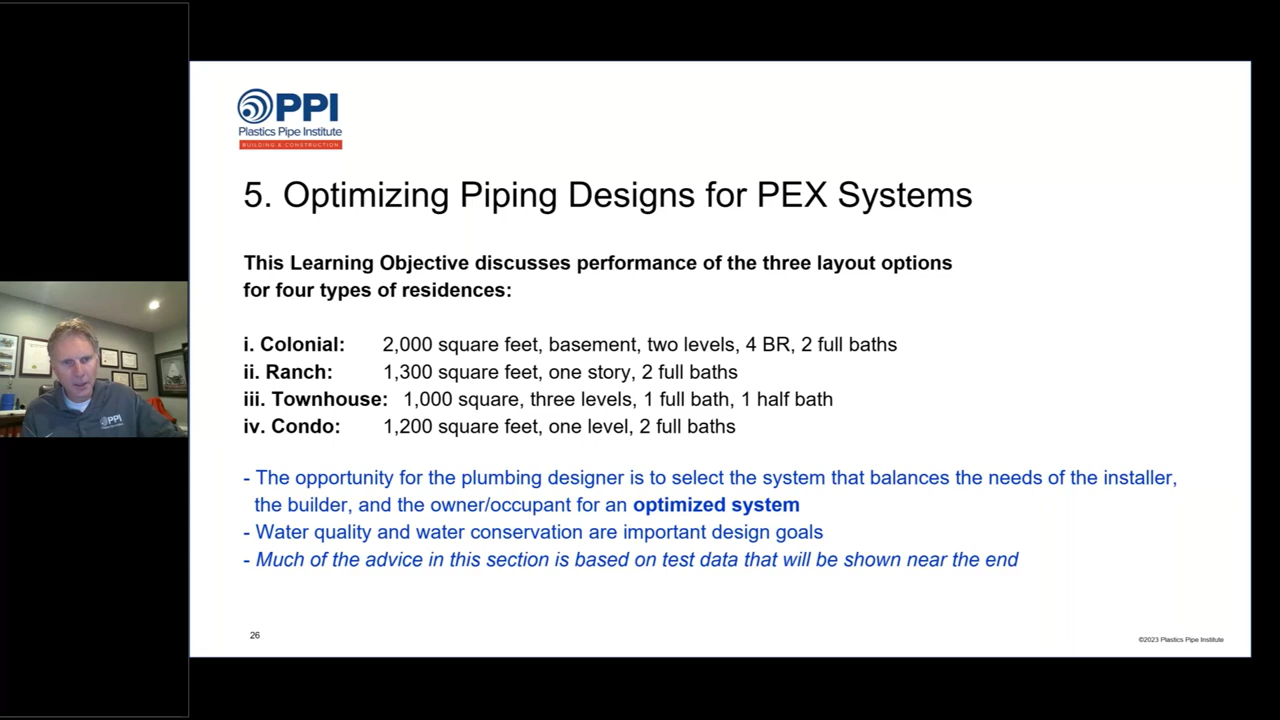 PPI
Plastics Pipe Institute
BUILDING & CONSTRUCTION
5. Optimizing Piping Designs for PEX Systems
This Learning Objective discusses performance of the three layout options
for four types of residences:
i. Colonial: 2,000 square feet, basement, two levels, 4 BR, 2 full baths
ii. Ranch: 1,300 square feet, one story, 2 full baths
iii. Townhouse: 1,000 square, three levels, 1 full bath, 1 half bath
iv. Condo: 1,200 square feet, one level, 2 full baths
- The opportunity for the plumbing designer is to select the system that balances the needs of the installer,
the builder, and the owner/occupant for an optimized system
- Water quality and water conservation are important design goals
- Much of the advice in this section is based on test data that will be shown near the end
26
©2023 Plastics Pipe Institute
PPI